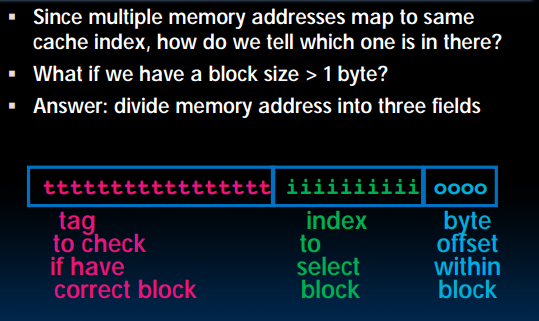 ▪ Since multiple memory addresses map to same
cache index, how do we tell which one is in there?
▪ What if we have a block size > 1 byte?
▪ Answer: divide memory address into three fields
ttttttttttttttttt iiiiiiiiii oooo
tag index byte
to check to offset
if have select within
correct block block block